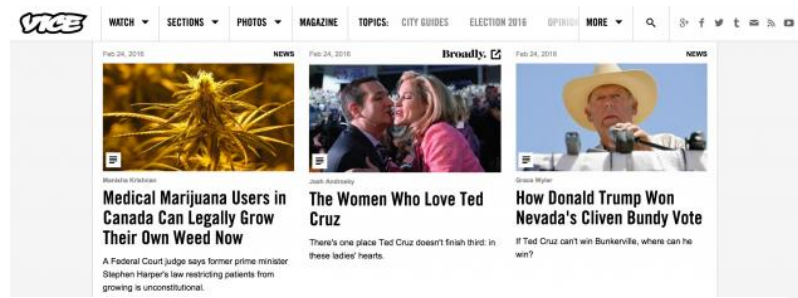 VICE WATCH SECTIONS PHOTOS MAGAZINE TOPICS: CITY GUIDES ELECTION 2016 OPINION MORE
Feb 24, 2016 NEWS
Manisha Krishnan
Medical Marijuana Users in
Canada Can Legally Grow
Their Own Weed Now
A Federal Court judge says former prime minister
Stephen Harper's law restricting patients from
growing is unconstitutional.
Feb 24, 2016 Broadly.
Josh Androsky
The Women Who Love Ted
Cruz
There's one place Ted Cruz doesn't finish third: in
these ladies' hearts.
Feb 24, 2016 NEWS
Grace Wyler
How Donald Trump Won
Nevada's Cliven Bundy Vote
If Ted Cruz can't win Bunkerville, where can he
win?